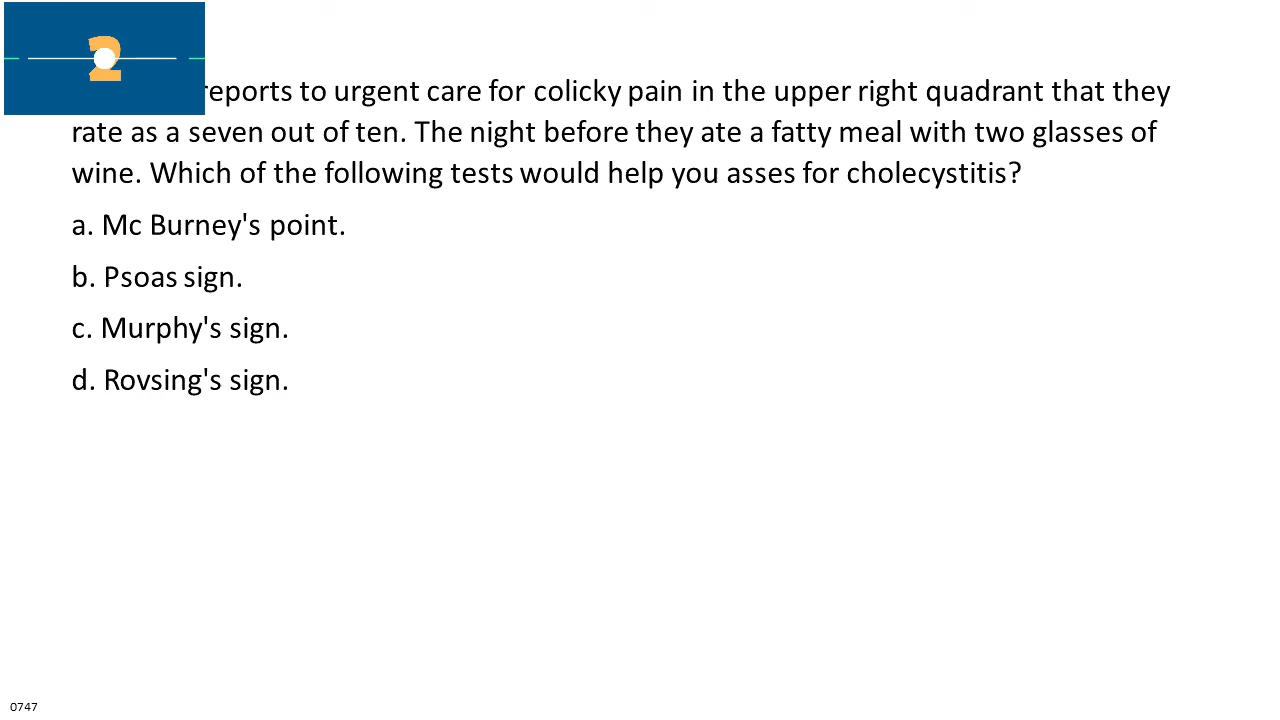 2
reports to urgent care for colicky pain in the upper right quadrant that they
rate as a seven out of ten. The night before they ate a fatty meal with two glasses of
wine. Which of the following tests would help you asses for cholecystitis?
a. Mc Burney's point.
b. Psoas sign.
c. Murphy's sign.
d. Rovsing's sign.
0747